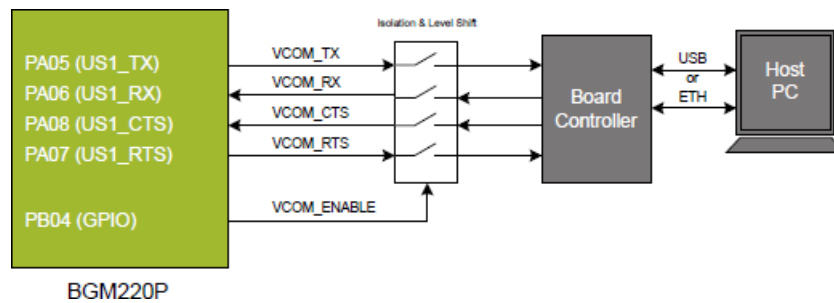 Isolation & Level Shift
PA05 (US1_TX)
VCOM_TX
PA06 (US1_RX)
VCOM_RX
PA08 (US1_CTS)
VCOM_CTS
PA07 (US1_RTS)
VCOM_RTS
PB04 (GPIO)
VCOM_ENABLE
Board
Controller
USB
or
ETH
Host
PC
BGM220P